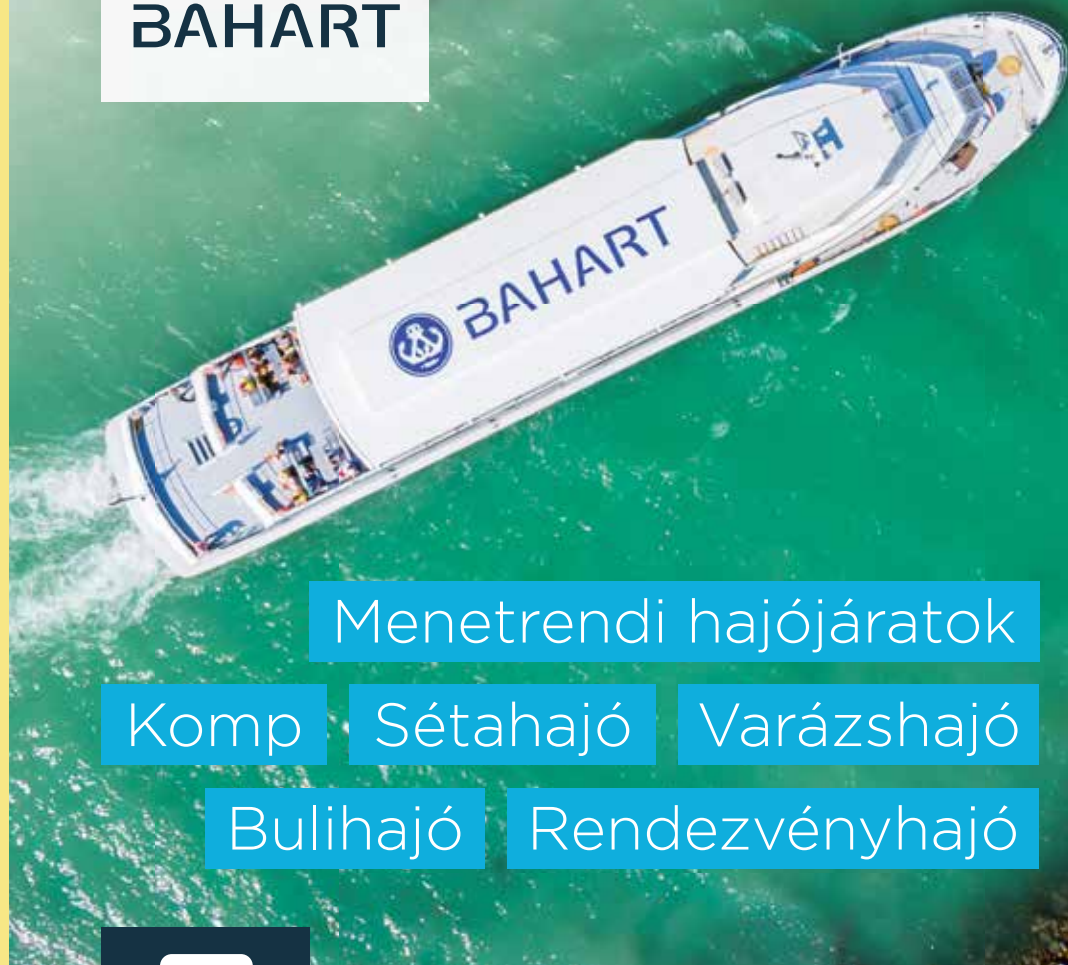 BAHART
BAHART
Menetrendi hajójáratok
Komp Sétahajó Varázshajó
Bulihajó Rendezvényhajó